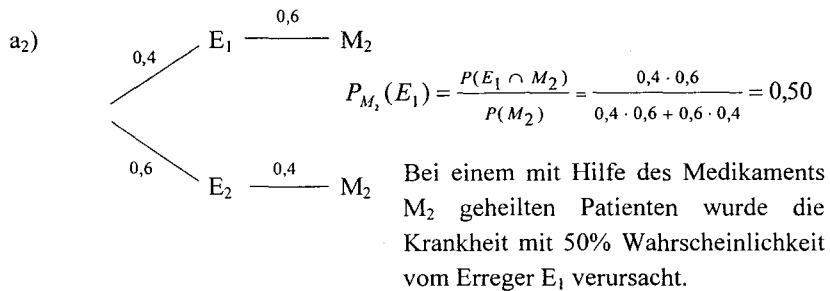 a₂)
0,6
E₁ M₂
0,4
P_{M₂}(E₁) = P(E₁ ∩ M₂) / P(M₂) = 0,4 · 0,6 / 0,4 · 0,6 + 0,6 · 0,4 = 0,50
0,6
0,4
E₂ M₂
Bei einem mit Hilfe des Medikaments
M₂ geheilten Patienten wurde die
Krankheit mit 50% Wahrscheinlichkeit
vom Erreger E₁ verursacht.